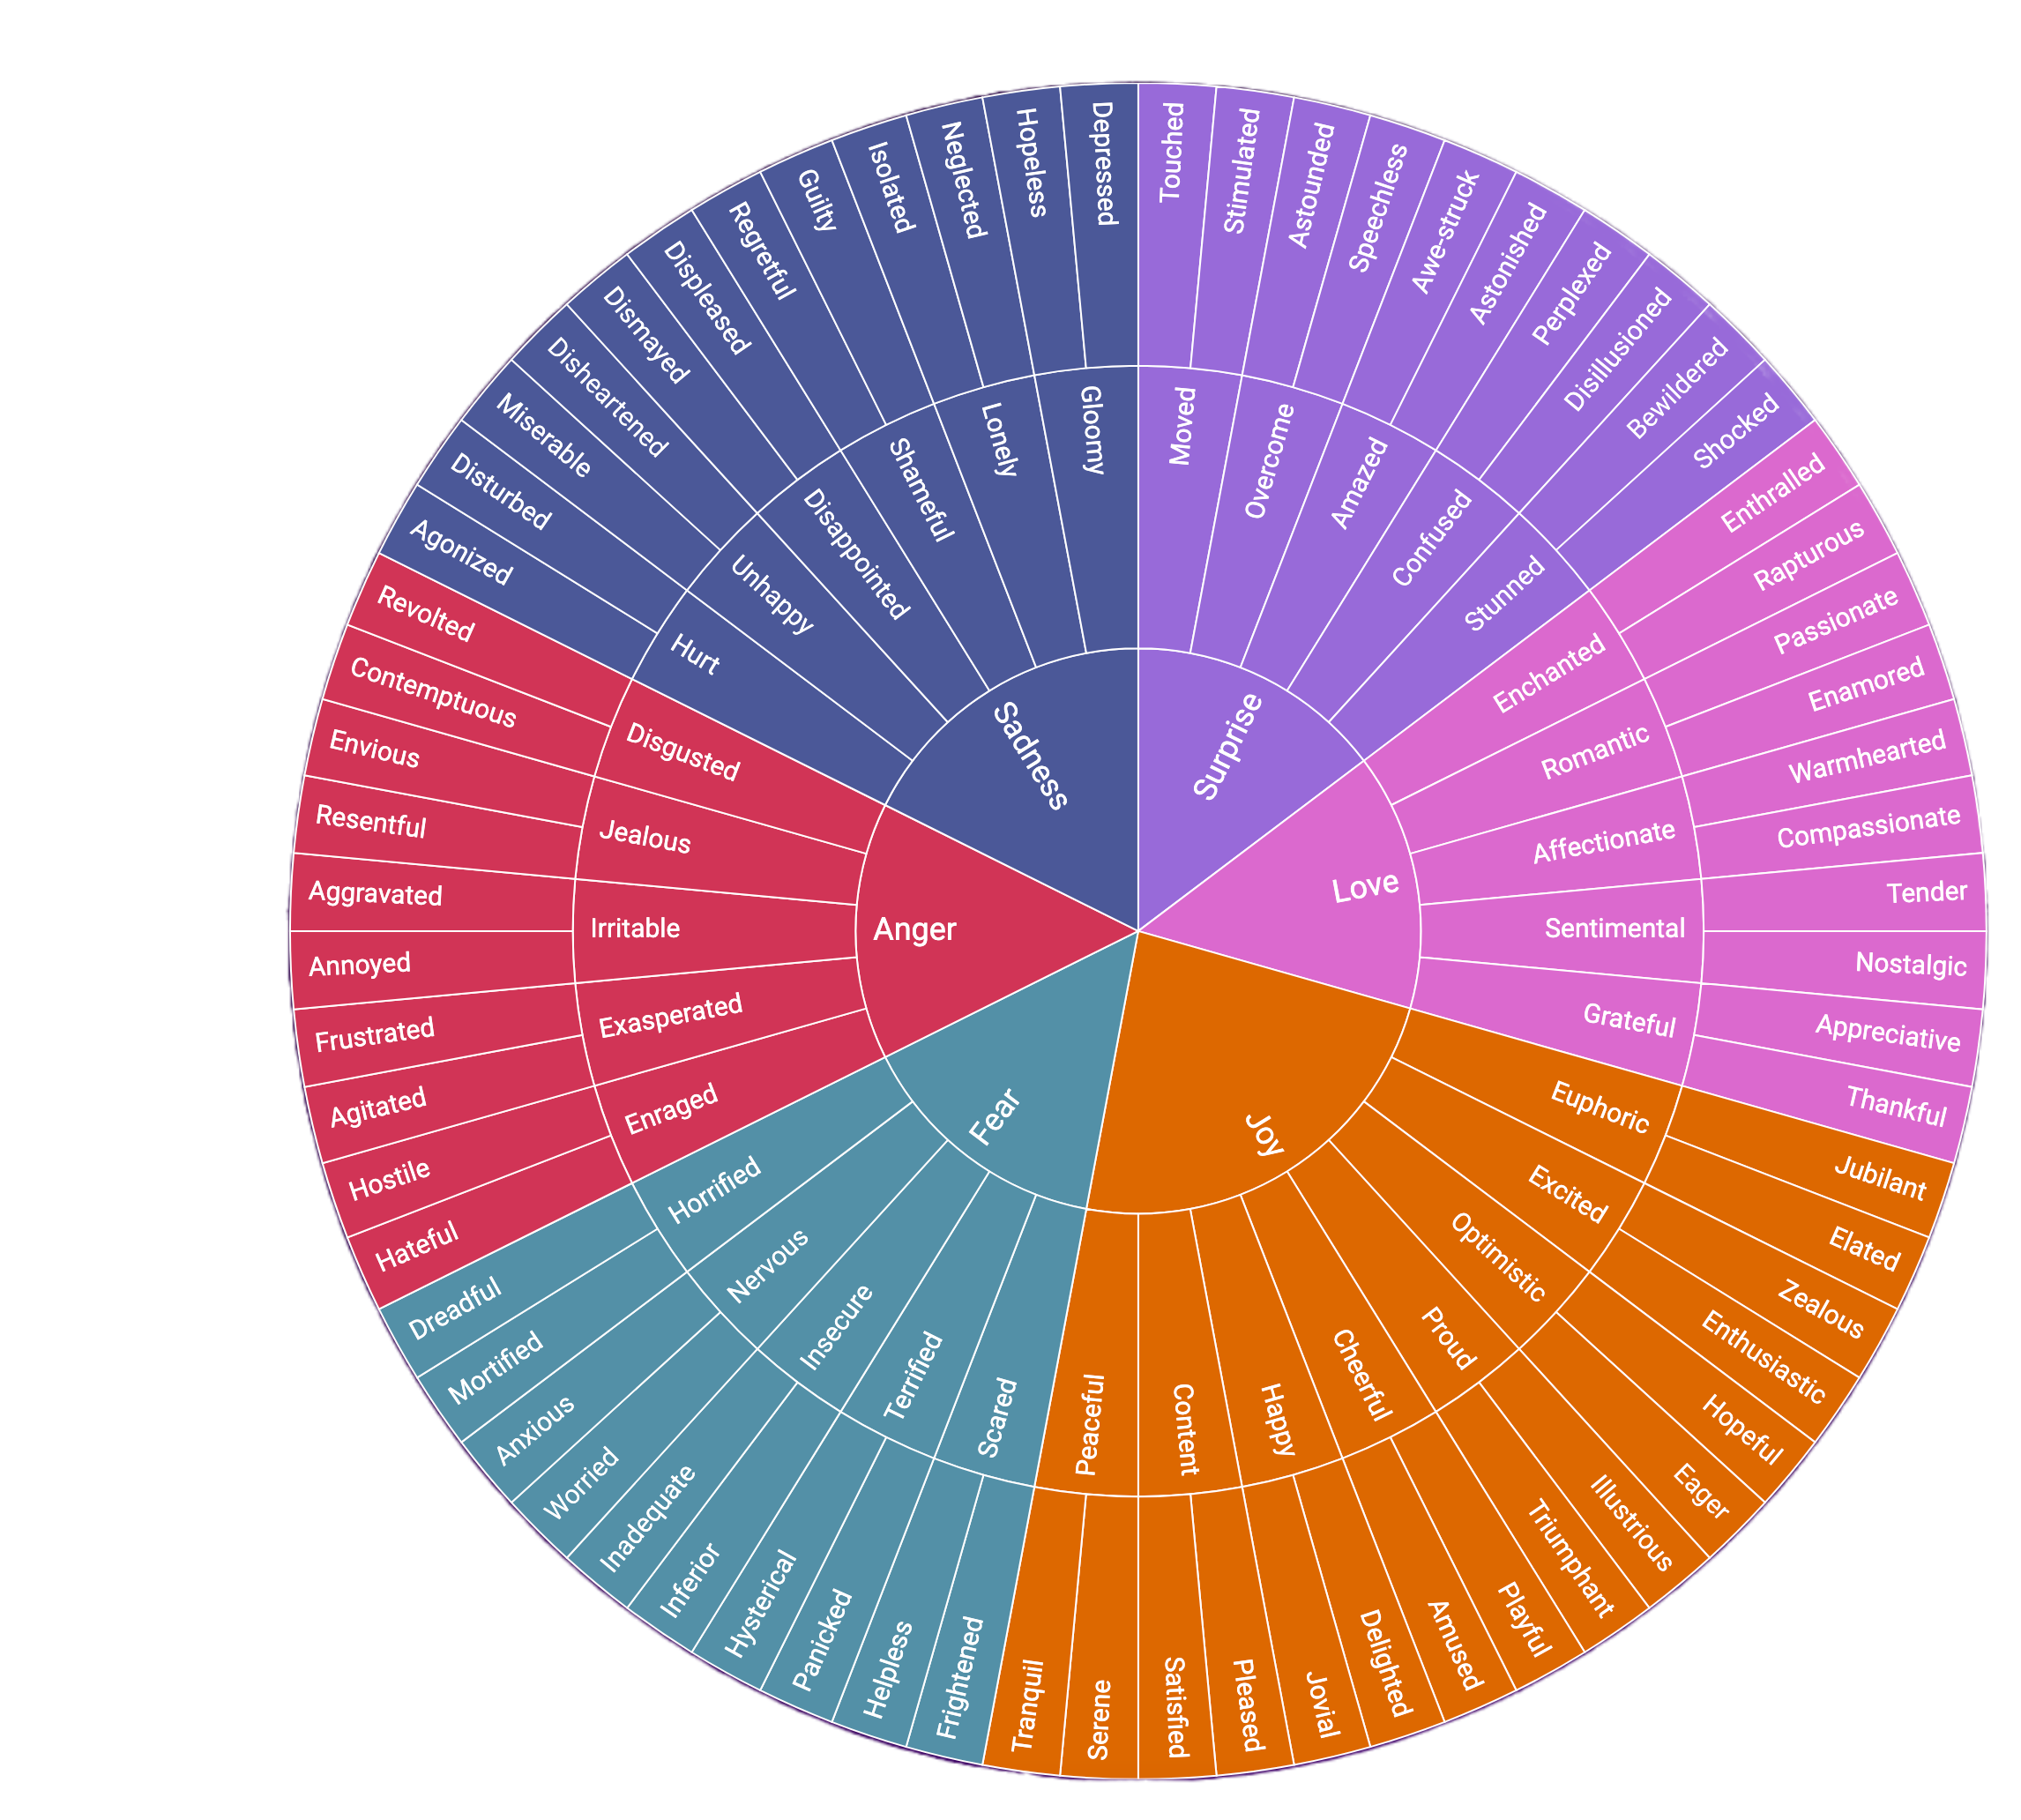 Surprise
Moved
Touched
Stimulated
Overcome
Astounded
Speechless
Amazed
Awe-struck
Astonished
Confused
Perplexed
Disillusioned
Stunned
Bewildered
Shocked
Love
Enchanted
Enthralled
Rapturous
Romantic
Passionate
Enamored
Affectionate
Warmhearted
Compassionate
Sentimental
Tender
Nostalgic
Grateful
Appreciative
Thankful
Joy
Euphoric
Jubilant
Elated
Excited
Zealous
Enthusiastic
Optimistic
Hopeful
Eager
Proud
Illustrious
Triumphant
Cheerful
Playful
Amused
Happy
Delighted
Jovial
Content
Pleased
Satisfied
Peaceful
Serene
Tranquil
Fear
Scared
Frightened
Helpless
Terrified
Panicked
Hysterical
Insecure
Inferior
Inadequate
Nervous
Worried
Anxious
Horrified
Mortified
Dreadful
Anger
Enraged
Hateful
Hostile
Exasperated
Agitated
Frustrated
Irritable
Annoyed
Aggravated
Jealous
Resentful
Envious
Disgusted
Contemptuous
Revolted
Sadness
Hurt
Agonized
Disturbed
Unhappy
Miserable
Disheartened
Disappointed
Dismayed
Displeased
Shameful
Regretful
Guilty
Lonely
Isolated
Neglected
Gloomy
Hopeless
Depressed